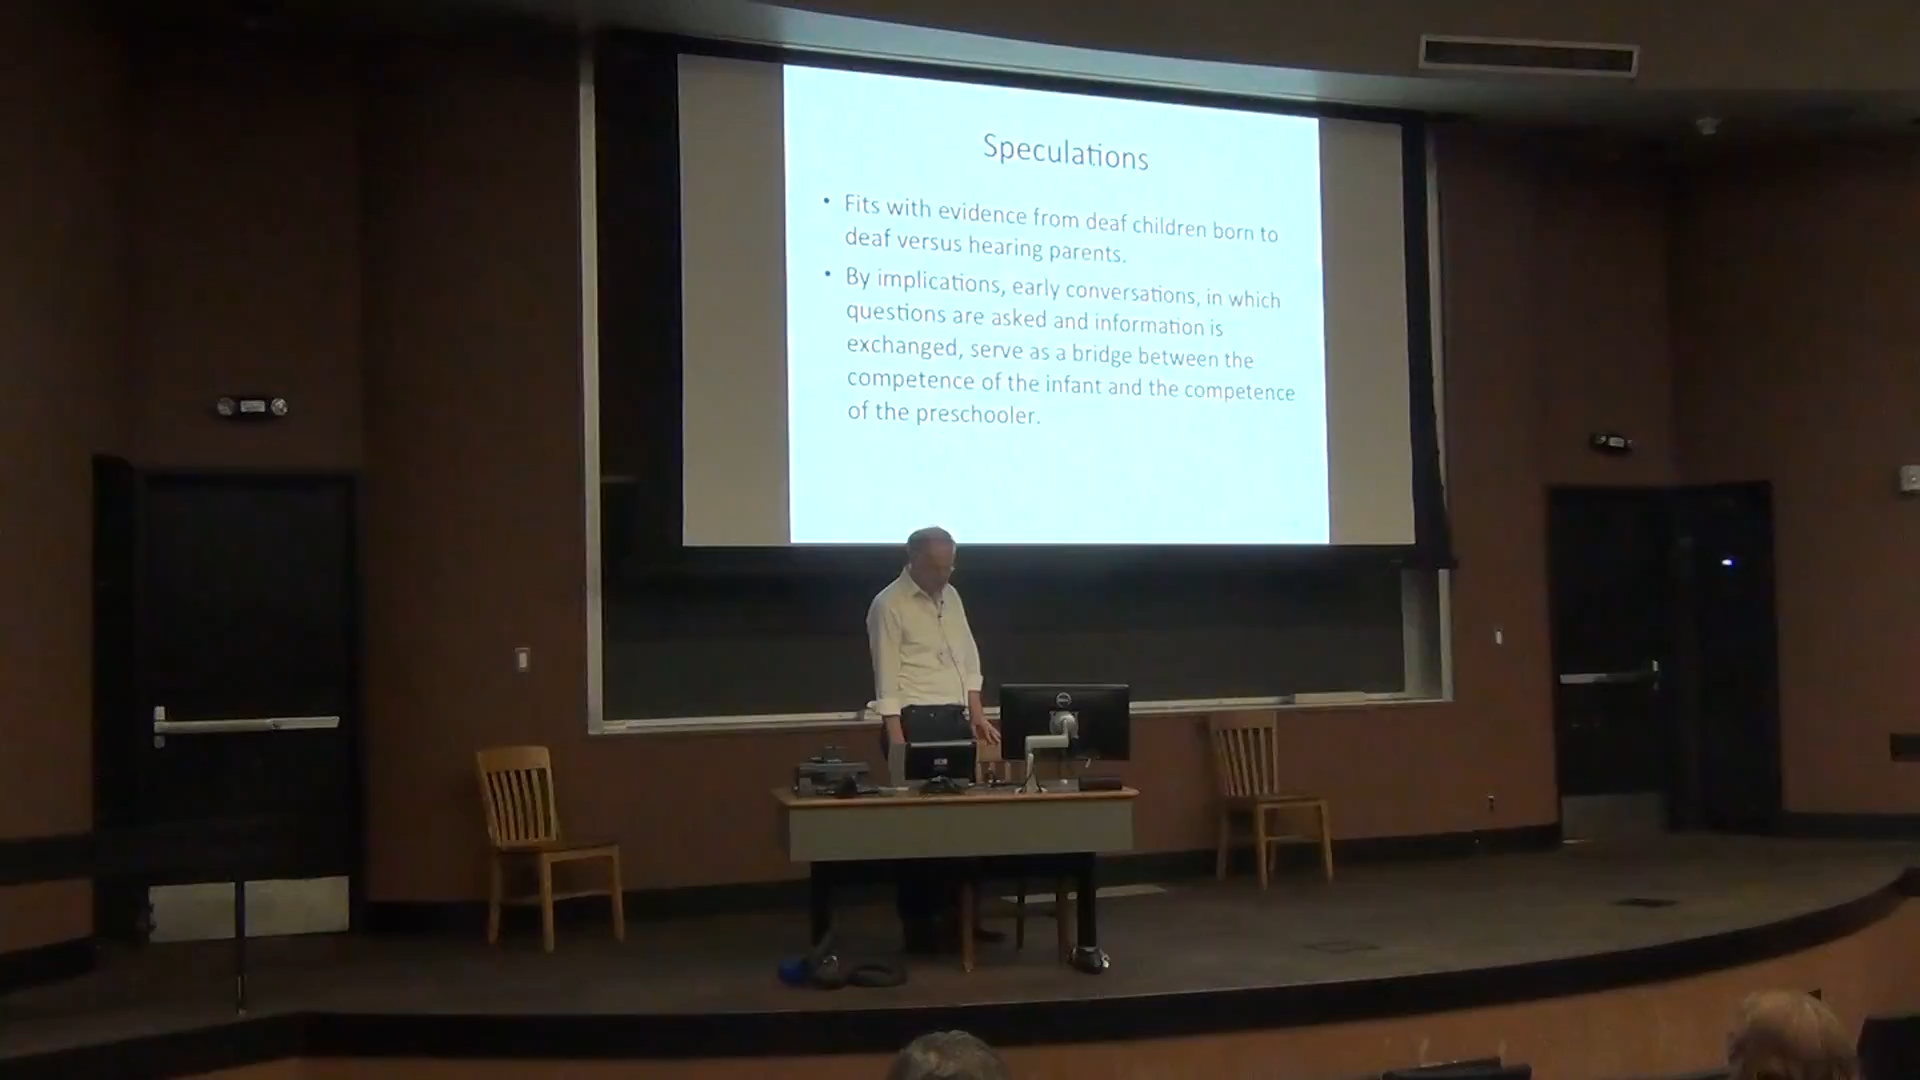 Speculations
• Fits with evidence from deaf children born to
deaf versus hearing parents.
• By implications, early conversations, in which
questions are asked and information is
exchanged, serve as a bridge between the
competence of the infant and the competence
of the preschooler.